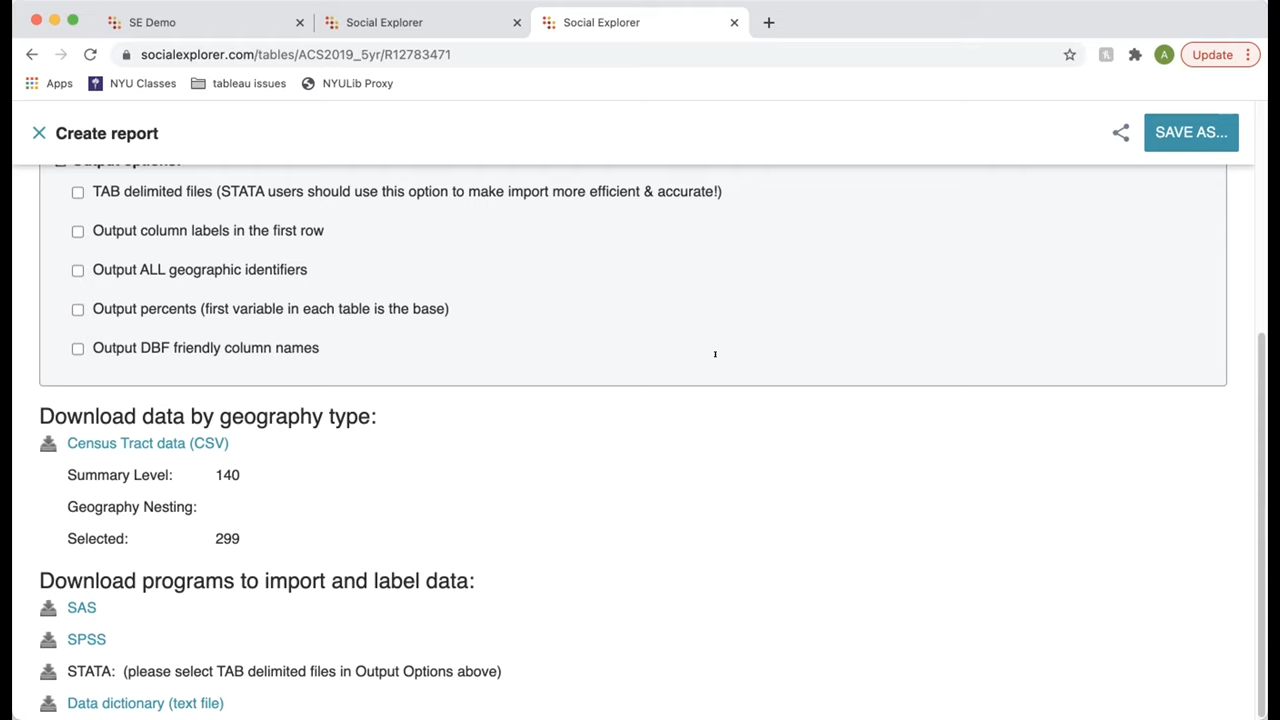 SE Demo
Social Explorer
Social Explorer
socialexplorer.com/tables/ACS2019_5yr/R12783471
A
Update
Apps
NYU Classes
tableau issues
NYULib Proxy
Create report
SAVE AS...
Output options:
TAB delimited files (STATA users should use this option to make import more efficient & accurate!)
Output column labels in the first row
Output ALL geographic identifiers
Output percents (first variable in each table is the base)
Output DBF friendly column names
Download data by geography type:
Census Tract data (CSV)
Summary Level: 140
Geography Nesting:
Selected: 299
Download programs to import and label data:
SAS
SPSS
STATA: (please select TAB delimited files in Output Options above)
Data dictionary (text file)